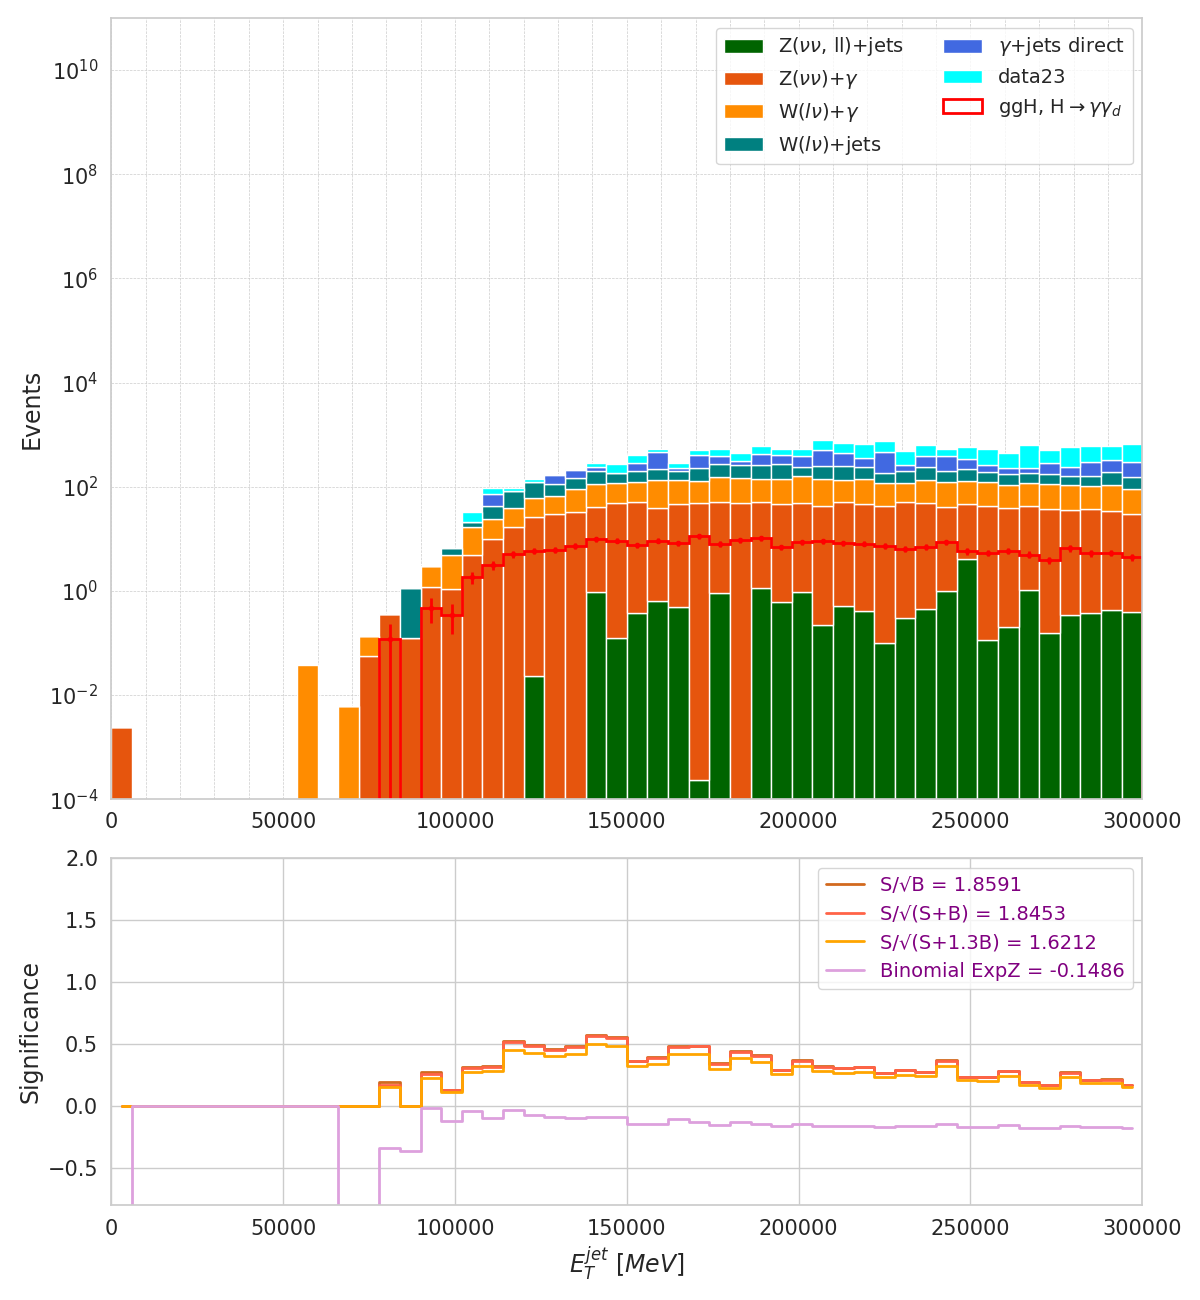 Z(νν, ll)+jets
Z(νν)+γ
W(lν)+γ
W(lν)+jets
γ+jets direct
data23
ggH, H→γγ_d
Events
10^10
10^8
10^6
10^4
10^2
10^0
10^−2
10^−4
0 50000 100000 150000 200000 250000 300000
S/√B = 1.8591
S/√(S+B) = 1.8453
S/√(S+1.3B) = 1.6212
Binomial ExpZ = -0.1486
Significance
2.0
1.5
1.0
0.5
0.0
−0.5
0 50000 100000 150000 200000 250000 300000
E_T^jet [MeV]